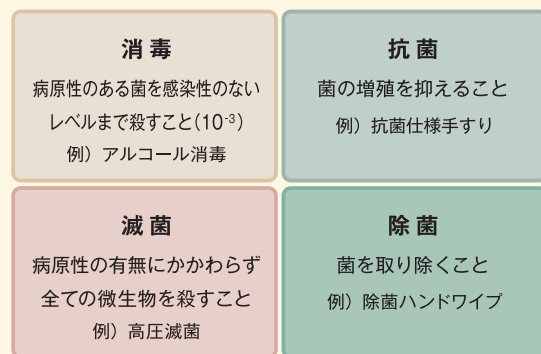 消毒
病原性のある菌を感染性のない
レベルまで殺すこと(10⁻³)
例）アルコール消毒
抗菌
菌の増殖を抑えること
例）抗菌仕様手すり
滅菌
病原性の有無にかかわらず
全ての微生物を殺すこと
例）高圧滅菌
除菌
菌を取り除くこと
例）除菌ハンドワイプ